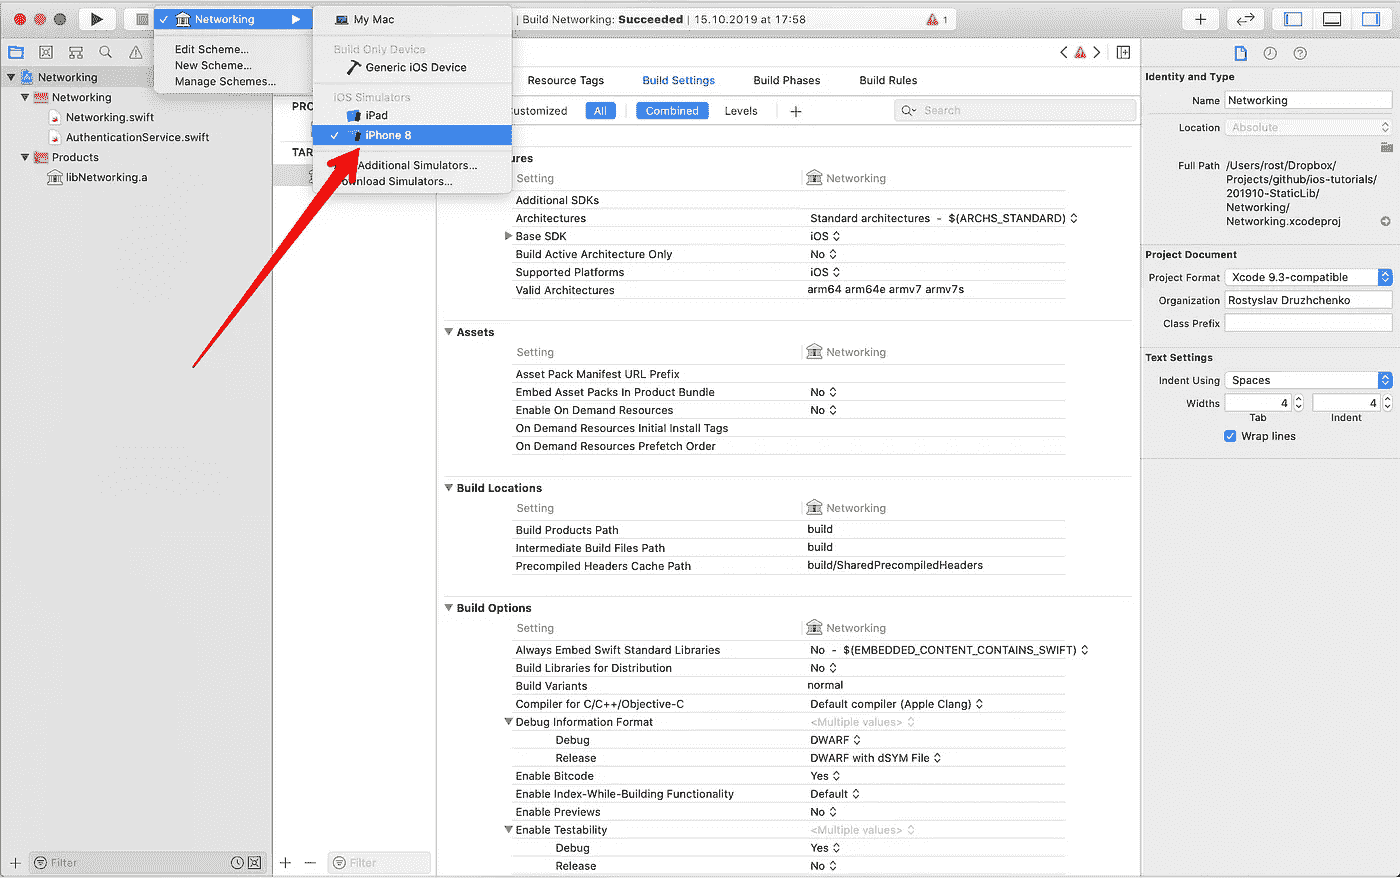 Networking
Edit Scheme...
New Scheme...
Manage Schemes...
My Mac
Build Only Device
Generic iOS Device
iOS Simulators
iPad
iPhone 8
Additional Simulators...
ownload Simulators...
| Build Networking: Succeeded | 15.10.2019 at 17:58
1
Networking
Networking
Networking.swift
AuthenticationService.swift
Products
libNetworking.a
Filter
PRO
TAR
Filter
Resource Tags Build Settings Build Phases Build Rules
ustomized All Combined Levels Search
ures
Setting Networking
Additional SDKs
Architectures Standard architectures - $(ARCHS_STANDARD)
Base SDK iOS
Build Active Architecture Only No
Supported Platforms iOS
Valid Architectures arm64 arm64e armv7 armv7s
Assets
Setting Networking
Asset Pack Manifest URL Prefix
Embed Asset Packs In Product Bundle No
Enable On Demand Resources No
On Demand Resources Initial Install Tags
On Demand Resources Prefetch Order
Build Locations
Setting Networking
Build Products Path build
Intermediate Build Files Path build
Precompiled Headers Cache Path build/SharedPrecompiledHeaders
Build Options
Setting Networking
Always Embed Swift Standard Libraries No - $(EMBEDDED_CONTENT_CONTAINS_SWIFT)
Build Libraries for Distribution No
Build Variants normal
Compiler for C/C++/Objective-C Default compiler (Apple Clang)
Debug Information Format <Multiple values>
Debug DWARF
Release DWARF with dSYM File
Enable Bitcode Yes
Enable Index-While-Building Functionality Default
Enable Previews No
Enable Testability <Multiple values>
Debug Yes
Release No
Identity and Type
Name Networking
Location Absolute
Full Path /Users/rost/Dropbox/
Projects/github/ios-tutorials/
201910-StaticLib/
Networking/
Networking.xcodeproj
Project Document
Project Format Xcode 9.3-compatible
Organization Rostyslav Druzhchenko
Class Prefix
Text Settings
Indent Using Spaces
Widths 4 4
Tab Indent
Wrap lines